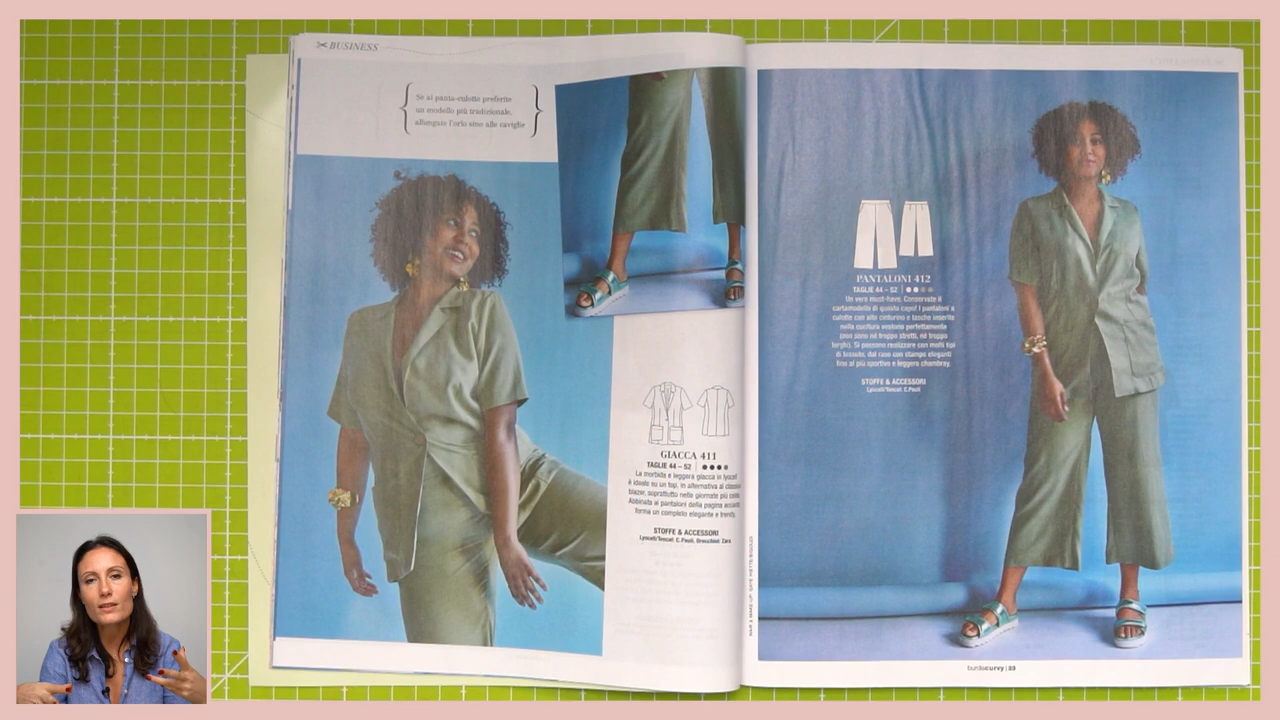 BUSINESS
Se ai panta-culotte preferite
un modello più tradizionale,
allungate l'orlo sino alle caviglie
GIACCA 411
TAGLIE 44 – 52
La morbida e leggera giacca in lyocell
è ideale su un top. In alternativa al classico
blazer, soprattutto nelle giornate più calde.
Abbinata ai pantaloni della pagina accanto
forma un completo elegante e trendy.
STOFFE & ACCESSORI
Lyocell/Tencel: C. Pauli. Orecchini: Zara
PANTALONI 412
TAGLIE 44 – 52
Un vero must-have. Conservate il
cartamodello di questo capo! I pantaloni a
culotte con alto cinturino e tasche inserite
nella cucitura vestono perfettamente
(non sono né troppo stretti, né troppo
larghi). Si possono realizzare con molti tipi
di tessuto, dal raso con stampe eleganti
fino al più sportivo e leggero chambray.
STOFFE & ACCESSORI
Lyocell/Tencel: C.Pauli
burdacurvy | 23